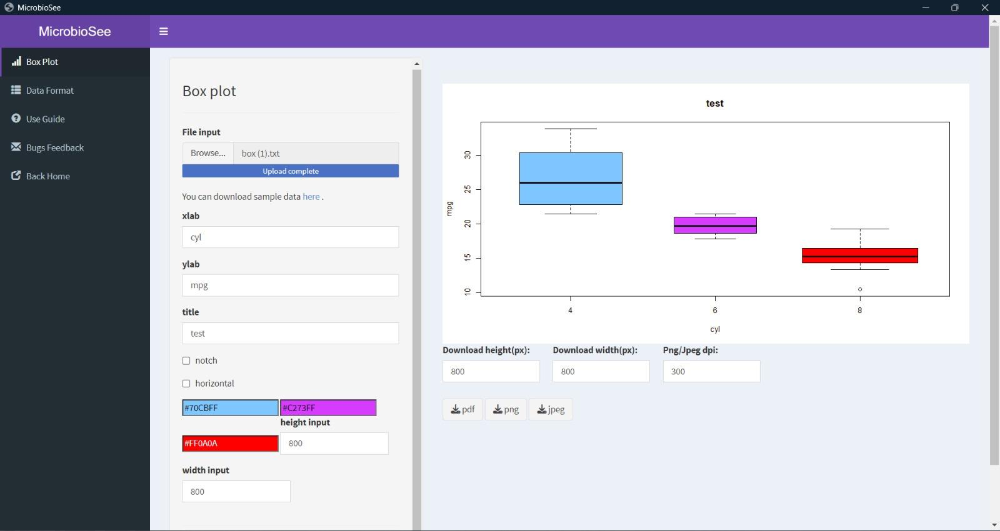 MicrobioSee
MicrobioSee
Box Plot
Data Format
Use Guide
Bugs Feedback
Back Home
Box plot
File input
Browse... box (1).txt
Upload complete
You can download sample data here .
xlab
cyl
ylab
mpg
title
test
notch
horizontal
#70CBFF #C273FF
height input
#FF0A0A 800
width input
800
test
mpg
30
25
20
15
10
4 6 8
cyl
Download height(px): Download width(px): Png/Jpeg dpi:
800 800 300
pdf png jpeg